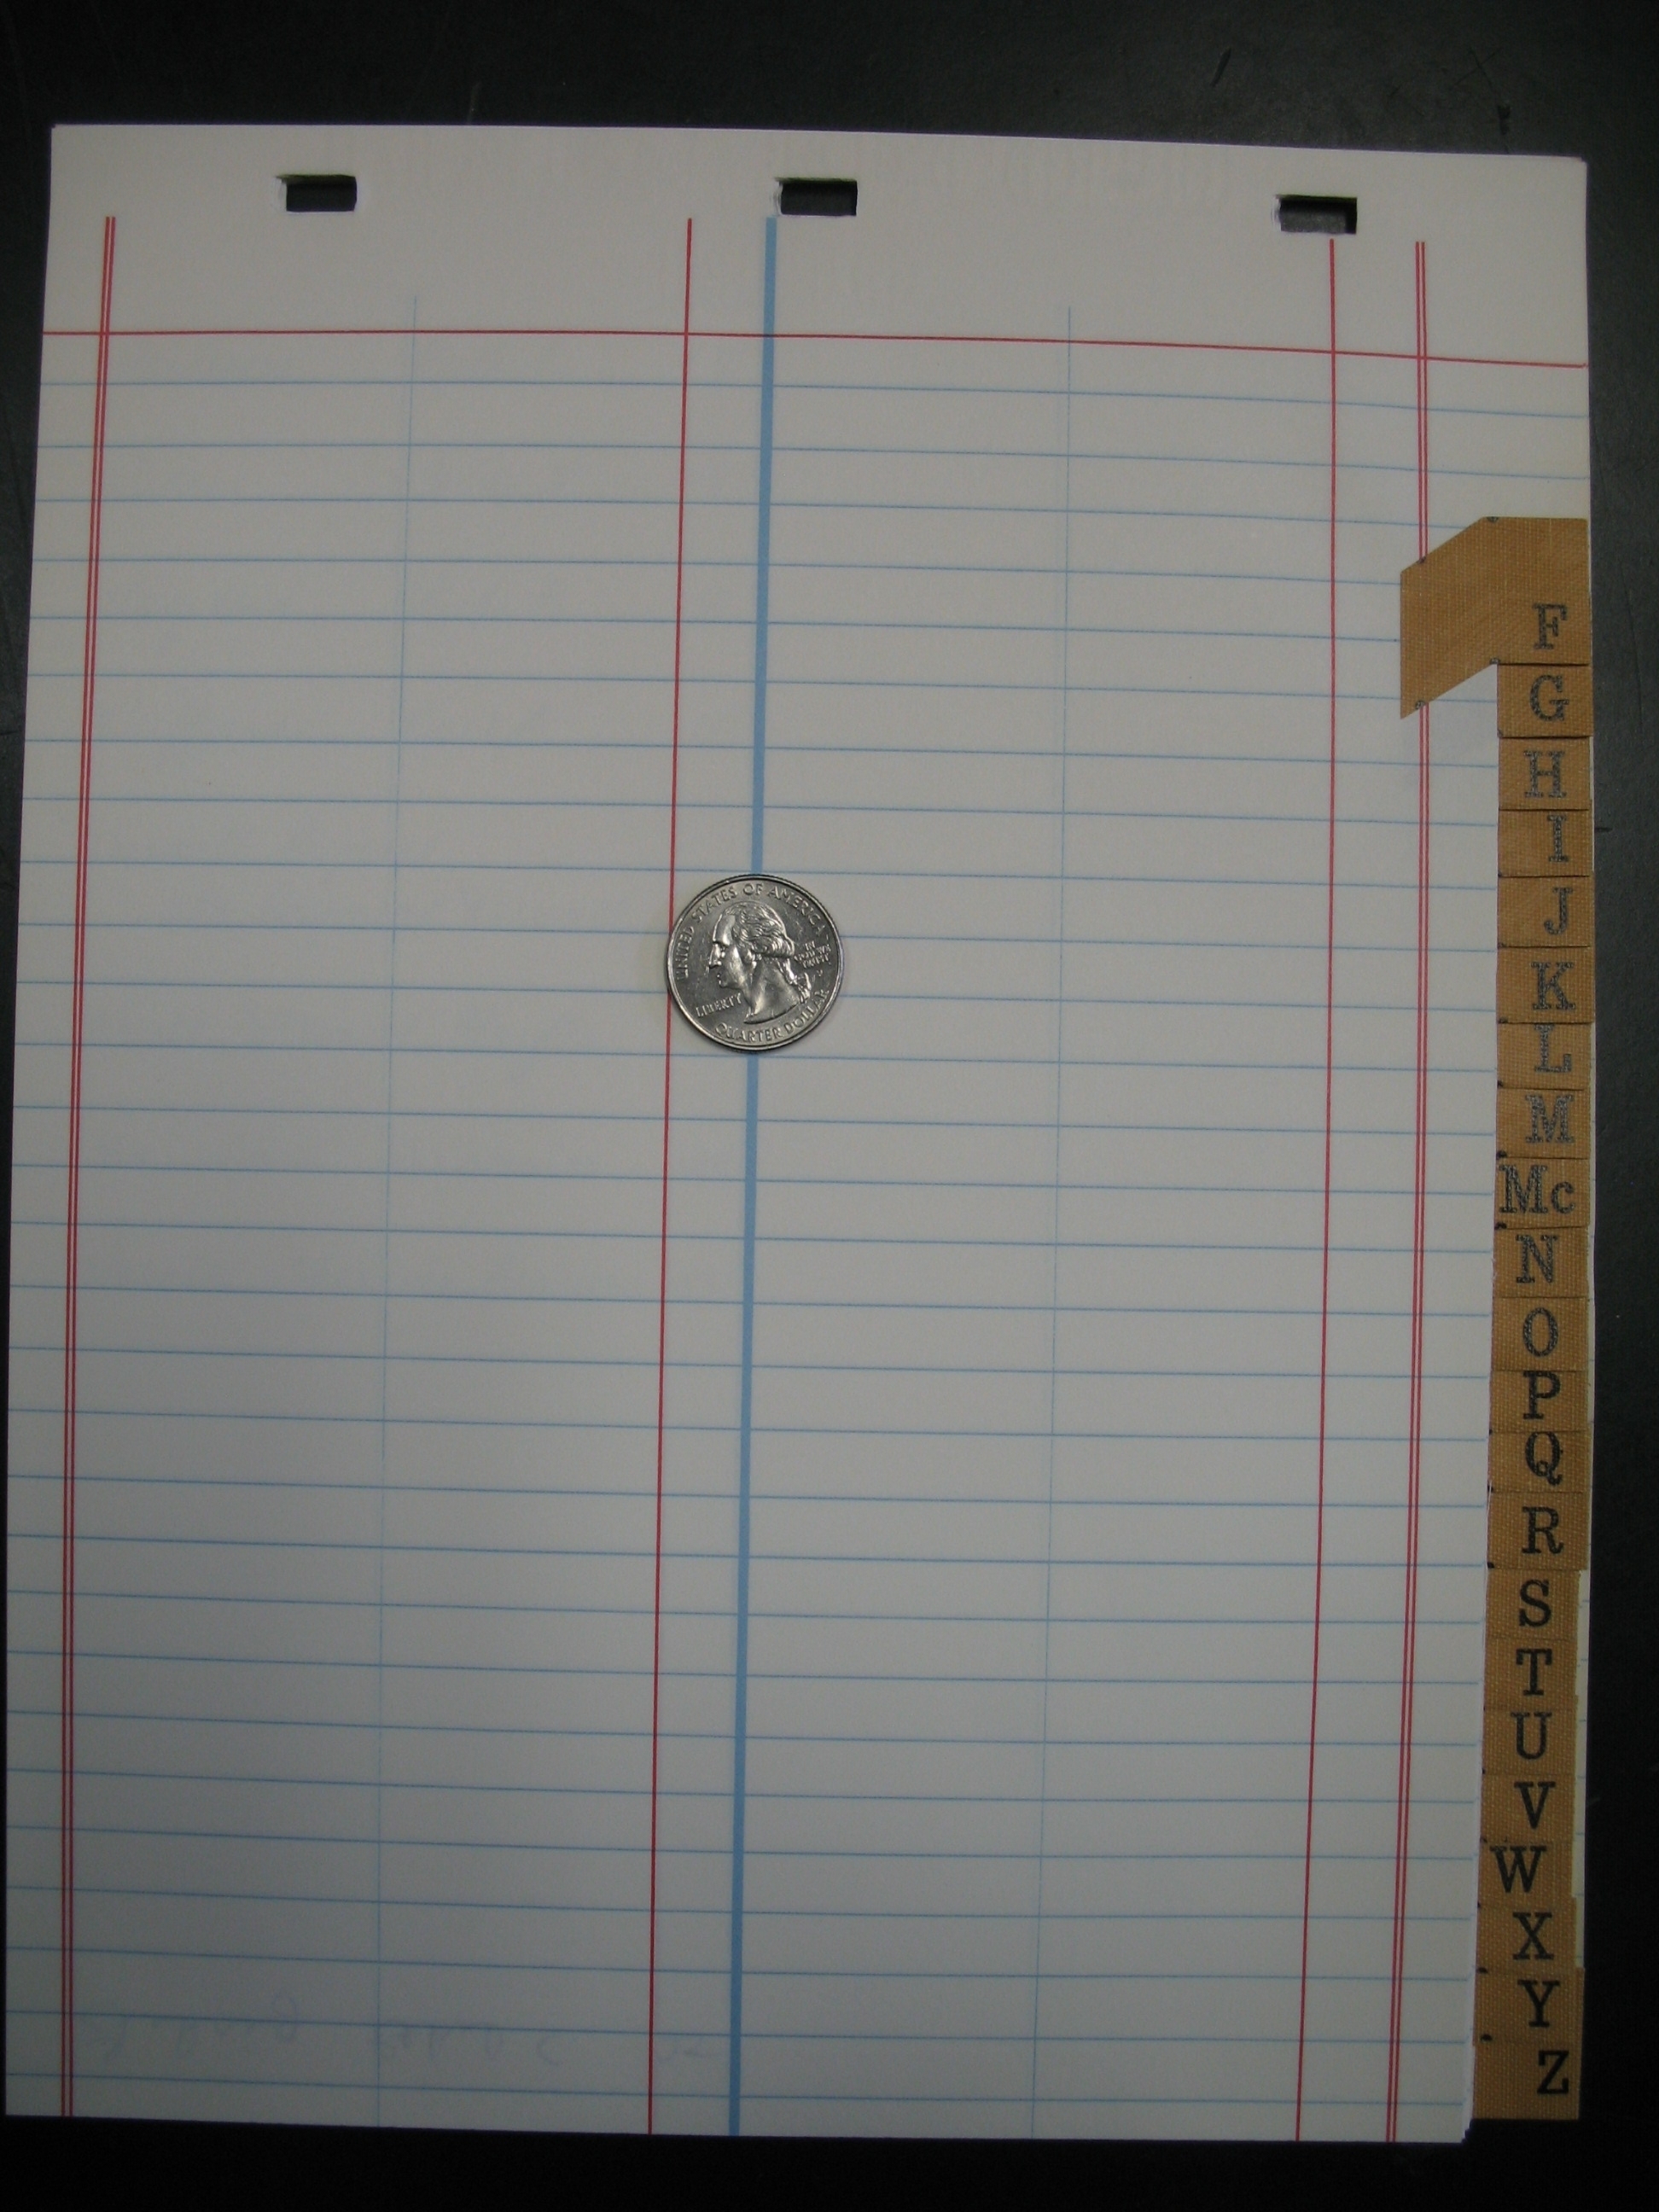 UNITED STATES OF AMERICA
IN
GOD WE
TRUST
LIBERTY
QUARTER DOLLAR
F
G
H
I
J
K
L
M
Mc
N
O
P
Q
R
S
T
U
V
W
X
Y
Z